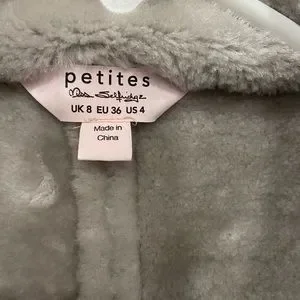 petites
Miss Selfridge
UK 8 EU 36 US 4
Made in
China